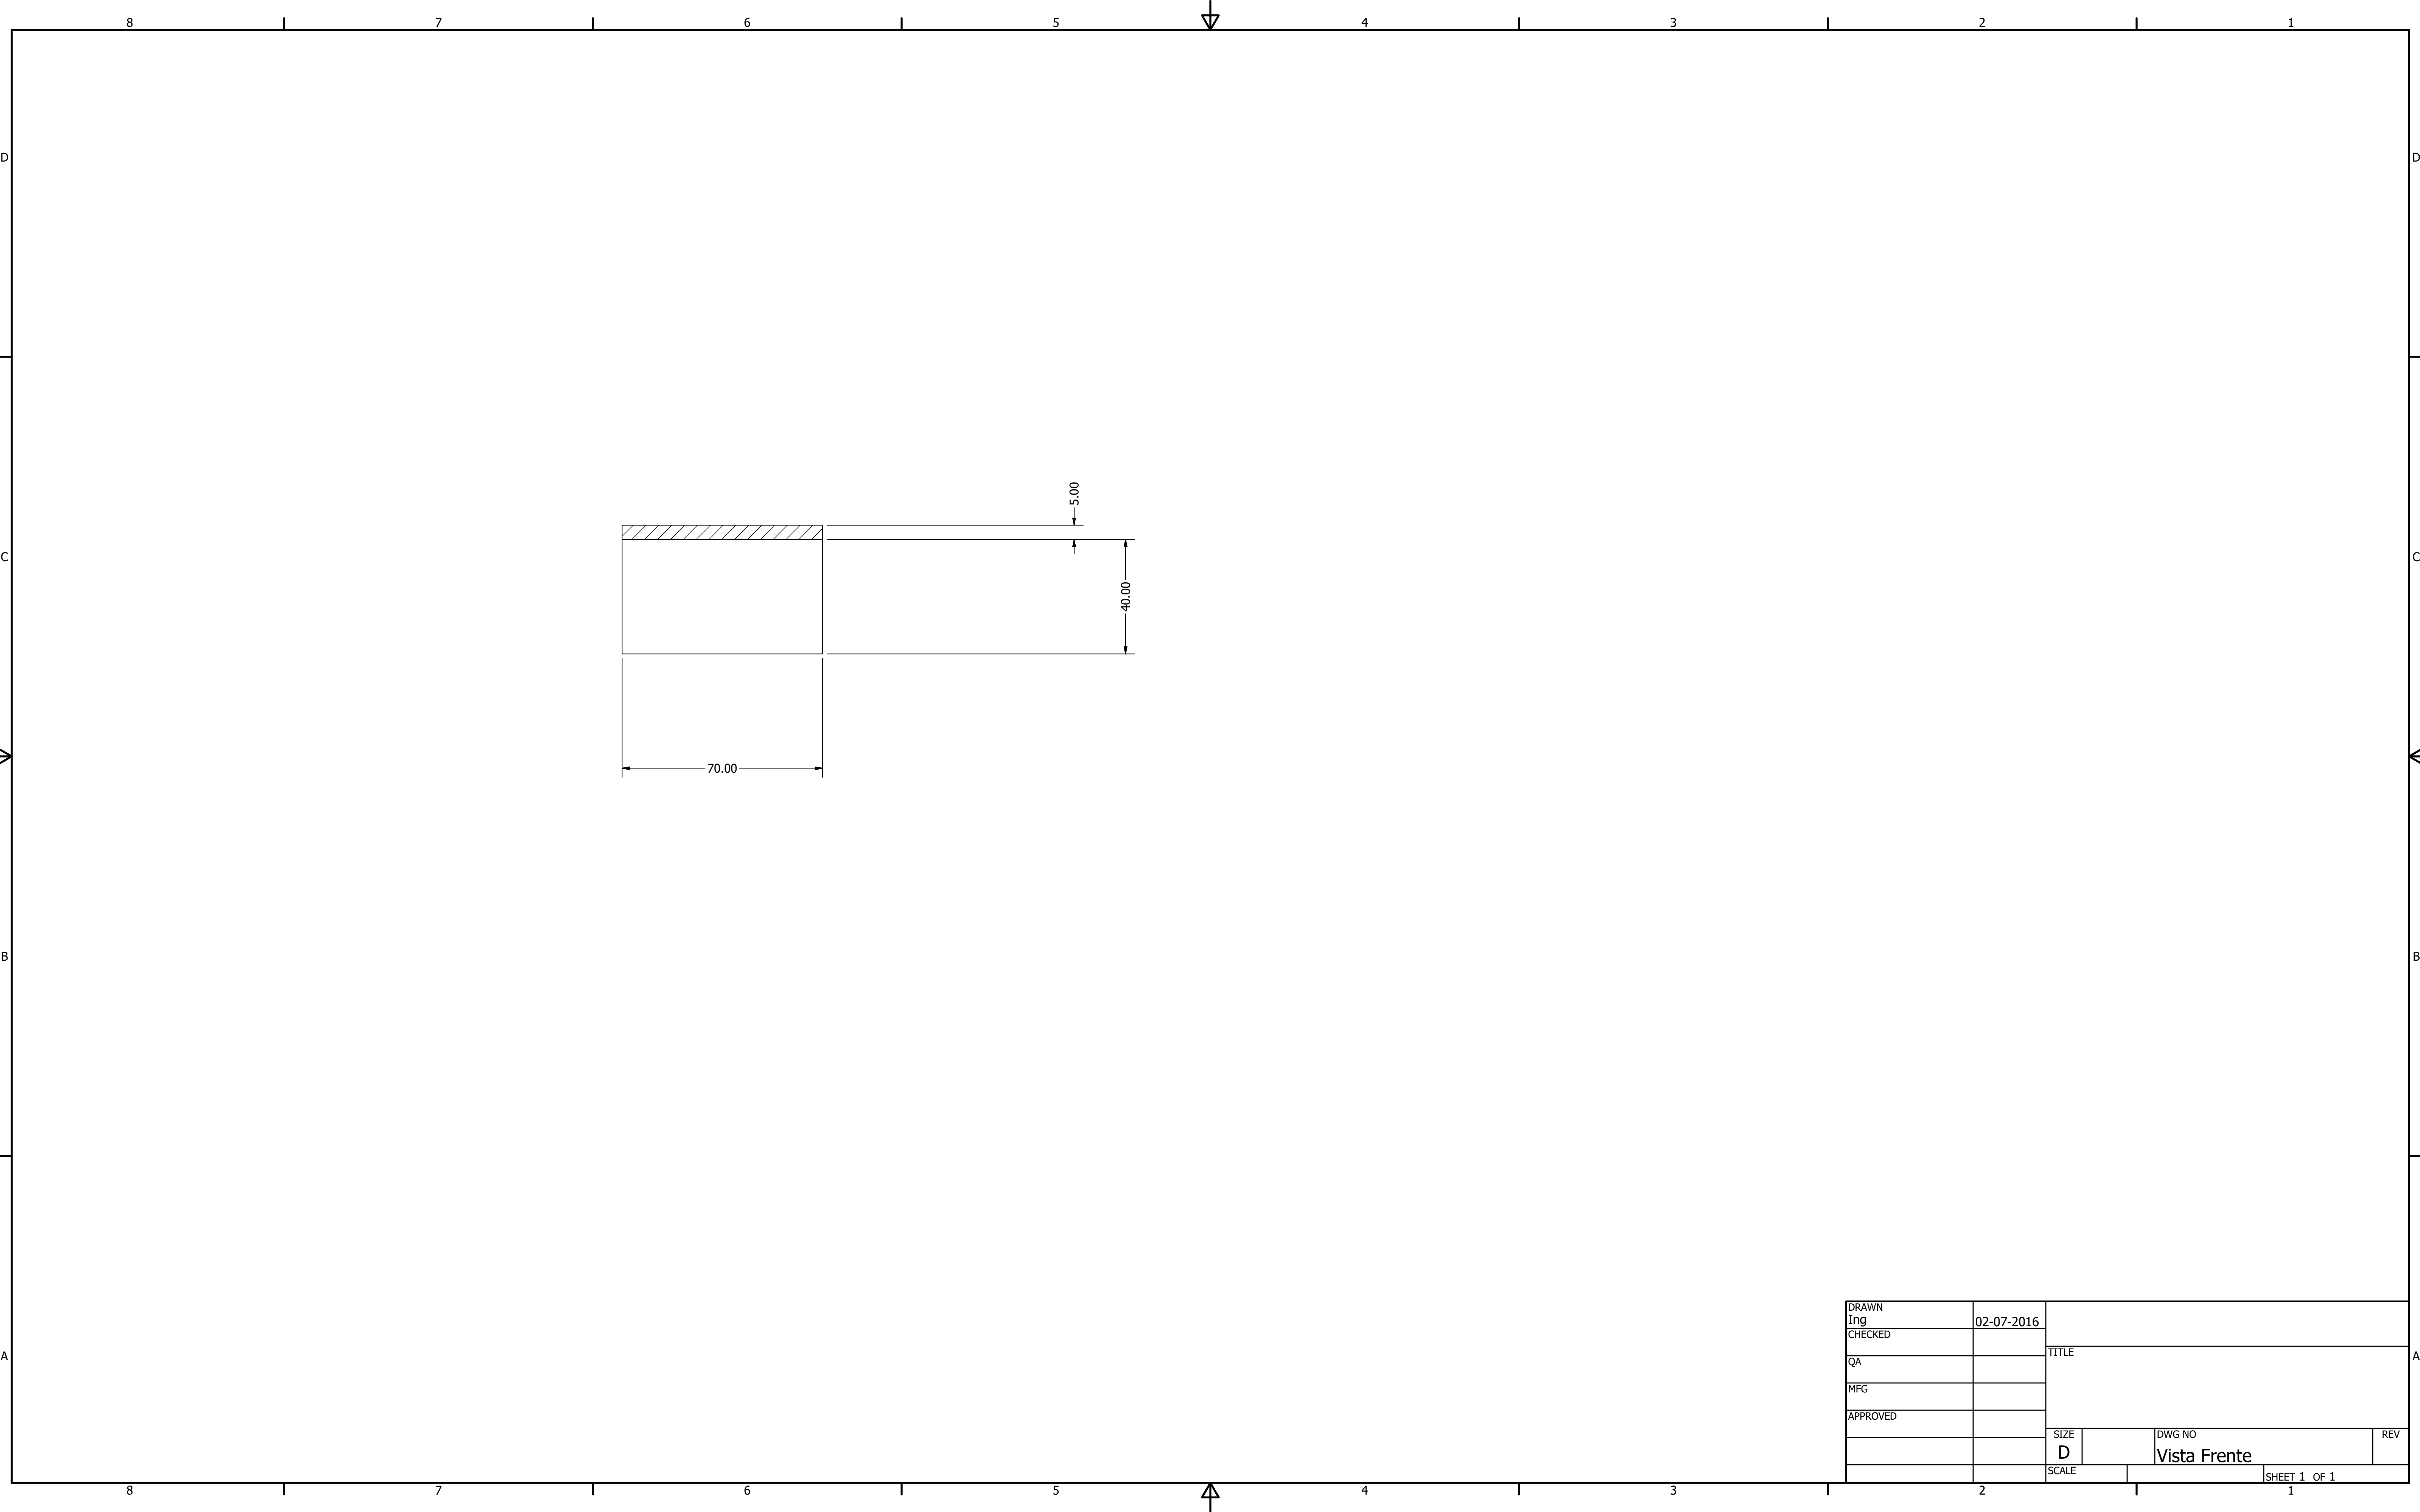 8 7 6 5 4 3 2 1
D D
5.00
C C
40.00
70.00
B B
DRAWN
Ing 02-07-2016
CHECKED
TITLE
A A
QA
MFG
APPROVED
SIZE DWG NO REV
D Vista Frente
SCALE SHEET 1 OF 1
8 7 6 5 4 3 2 1